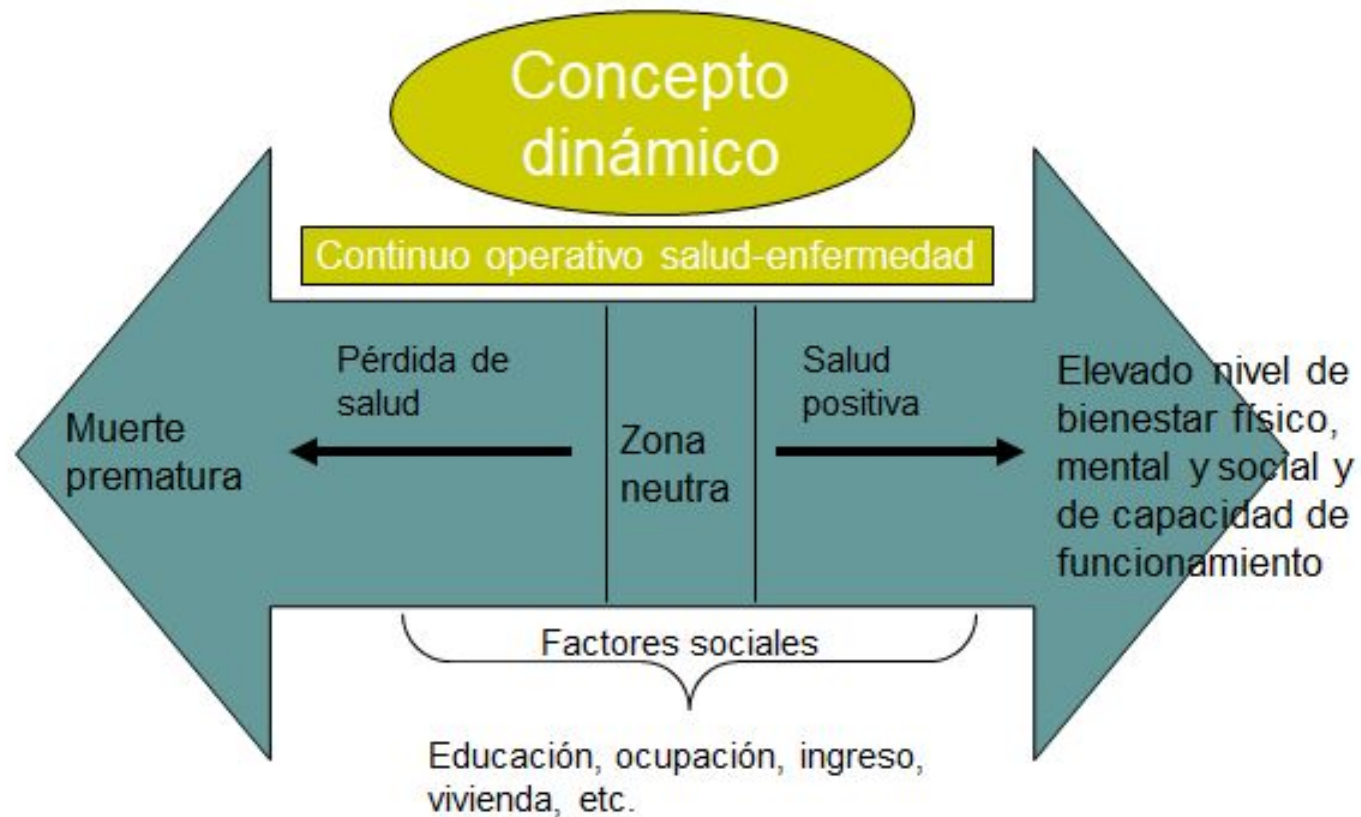 Concepto
dinámico
Continuo operativo salud-enfermedad
Pérdida de
salud
Salud
positiva
Muerte
prematura
Zona
neutra
Elevado nivel de
bienestar físico,
mental y social y
de capacidad de
funcionamiento
Factores sociales
Educación, ocupación, ingreso,
vivienda, etc.